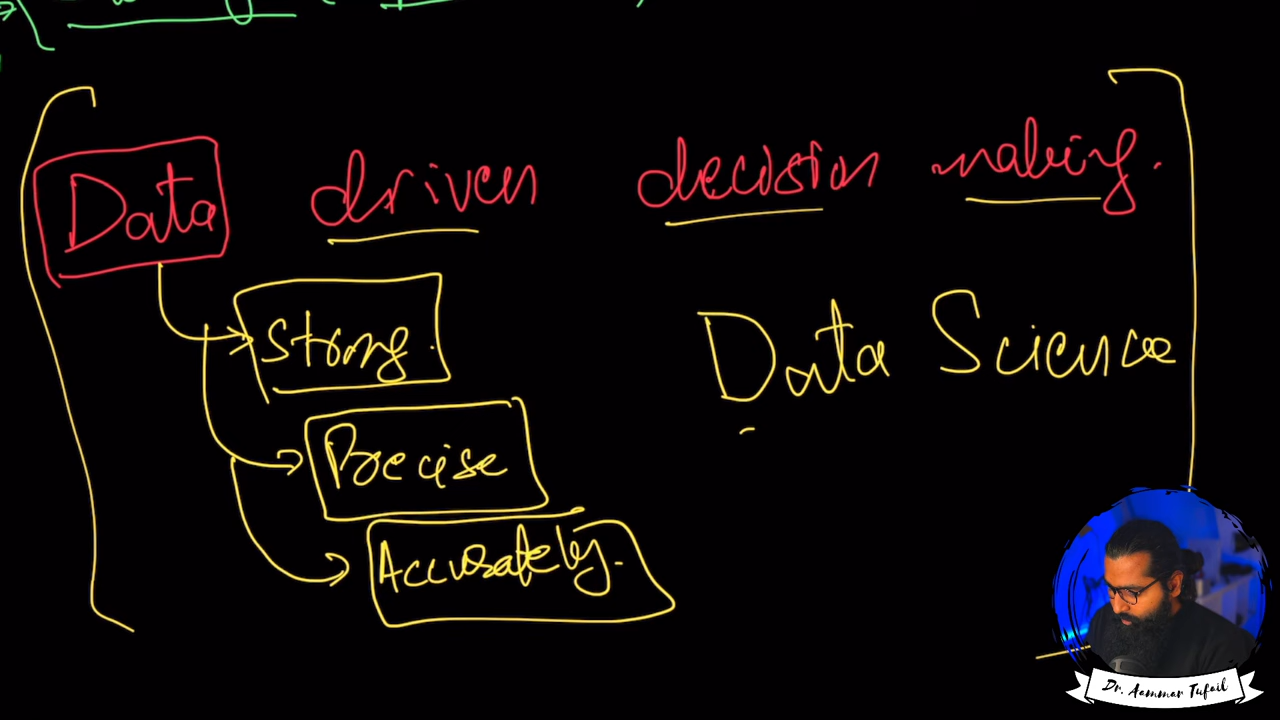 Data driven decision making.
Strong.
Data Science
Precise
Accurately.
Dr. Aammar Tufail